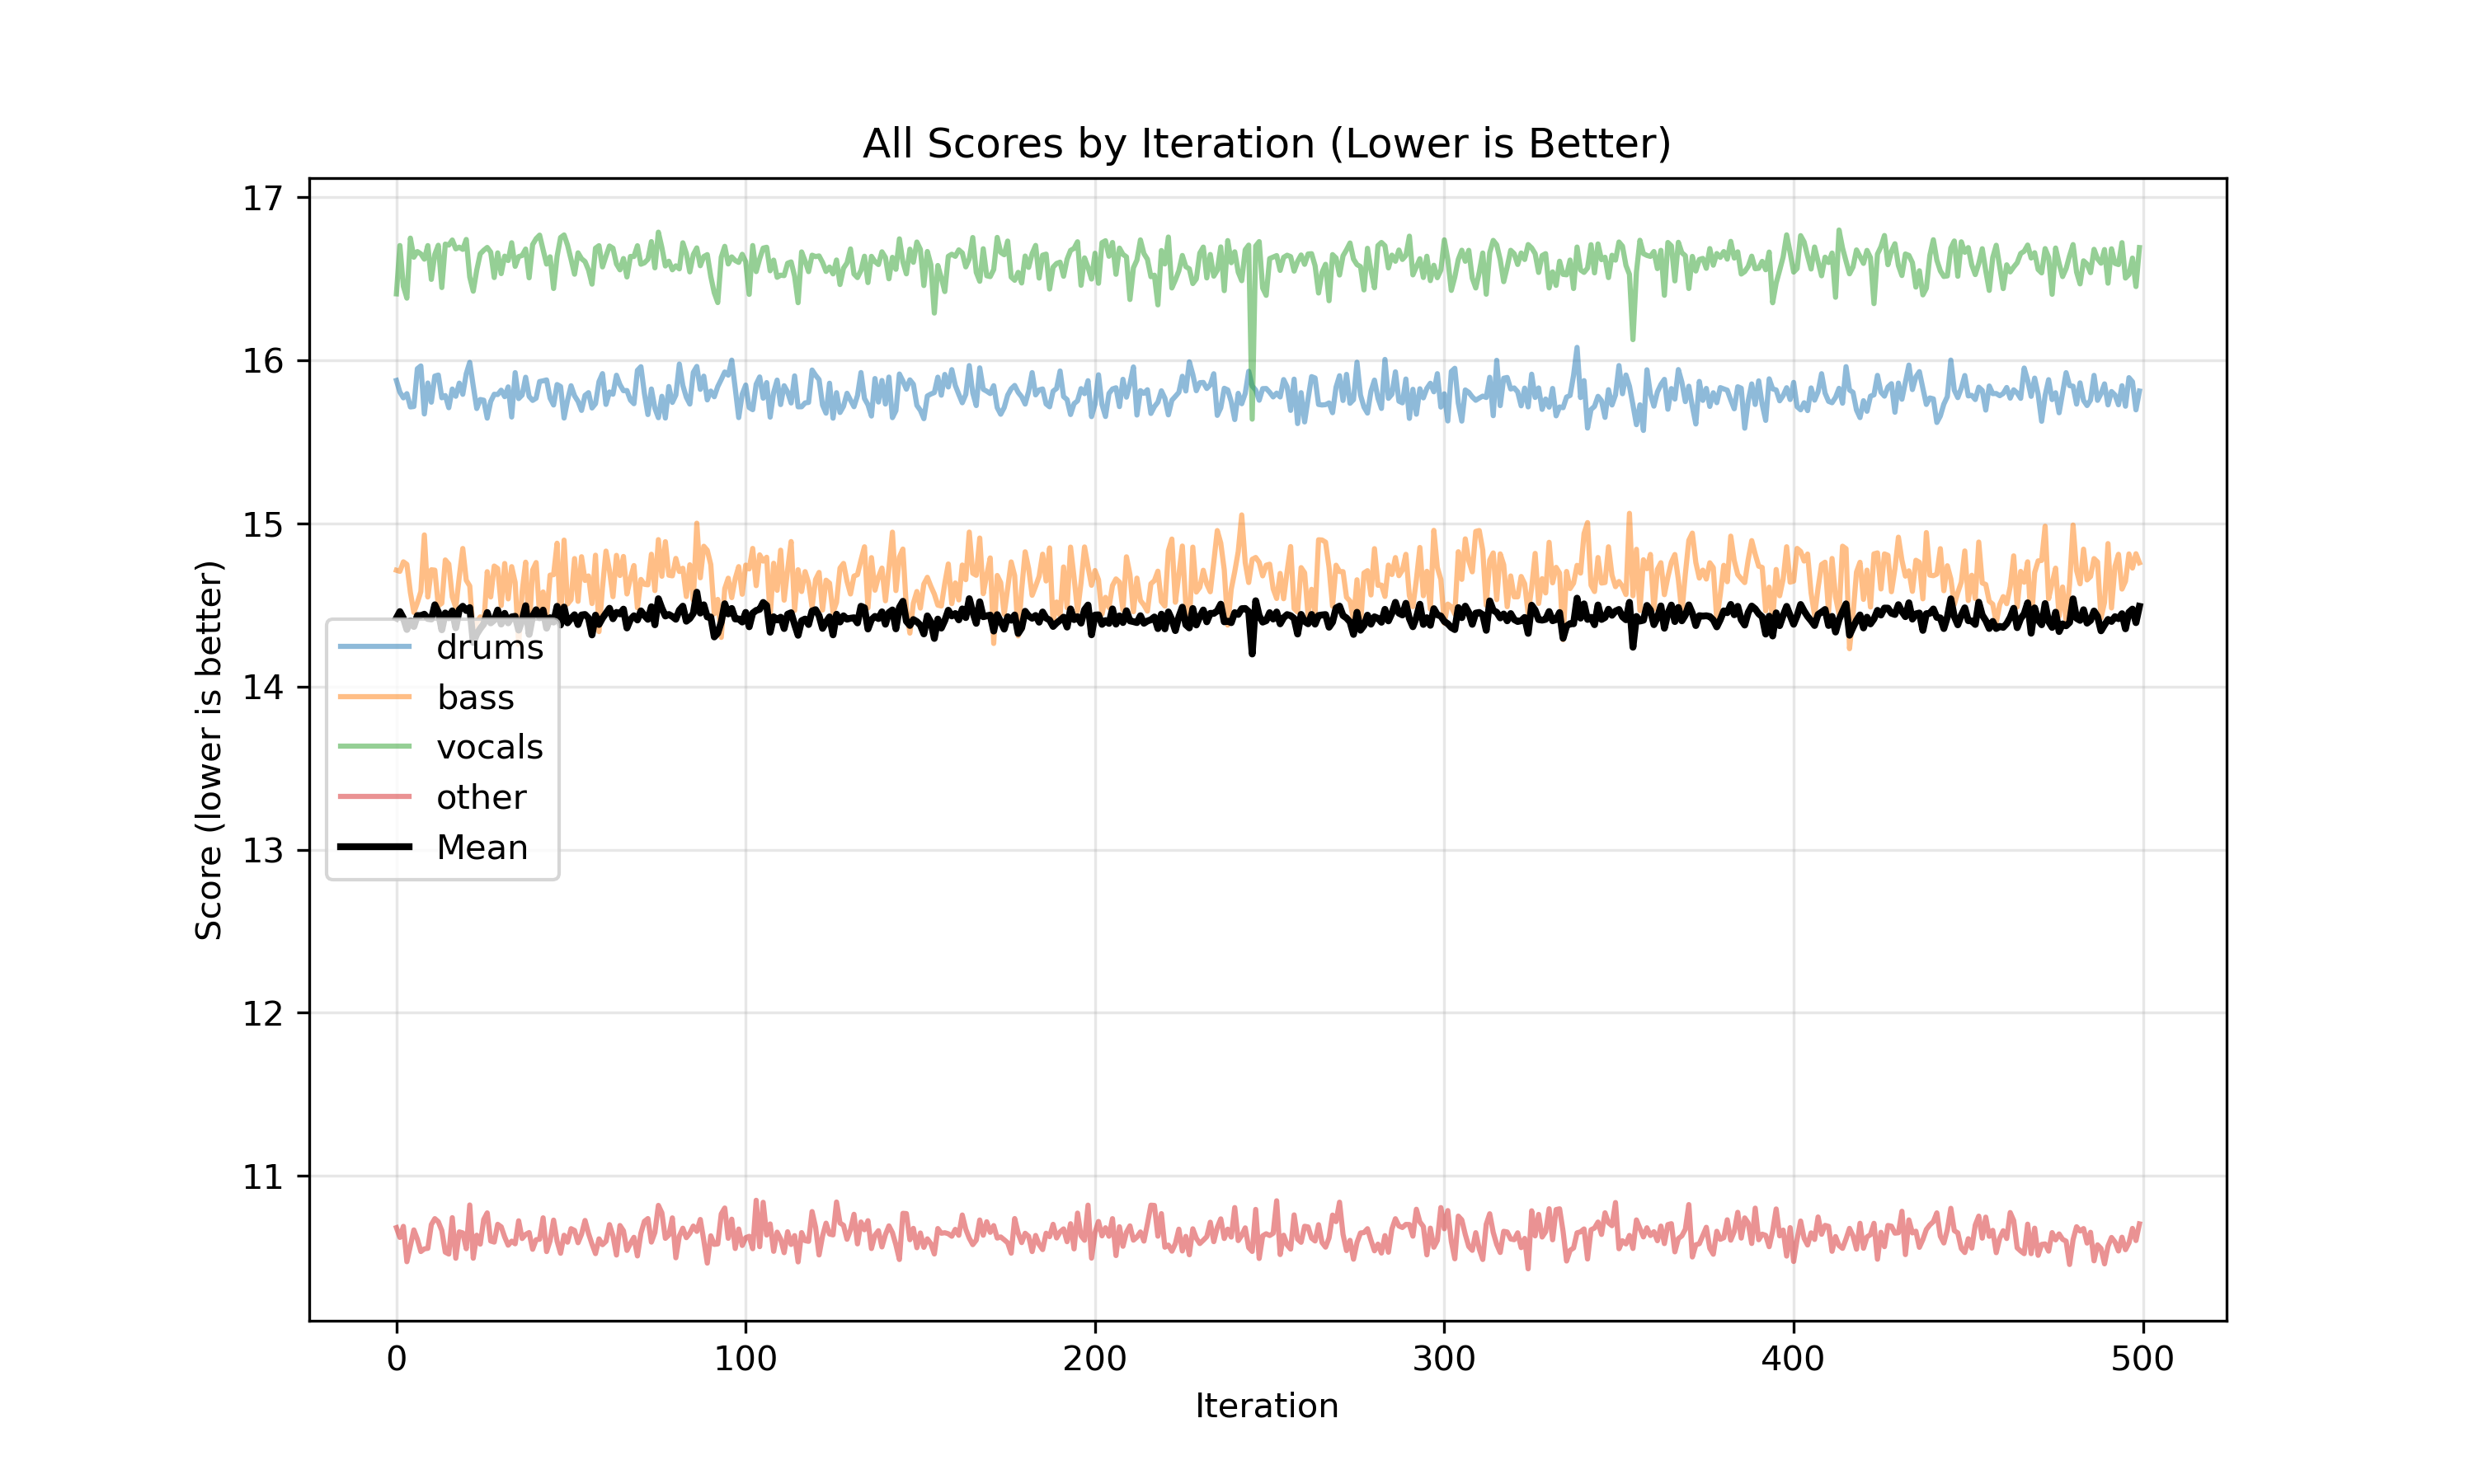 All Scores by Iteration (Lower is Better)
Score (lower is better)
17
16
15
14
13
12
11
drums
bass
vocals
other
Mean
0
100
200
300
400
500
Iteration